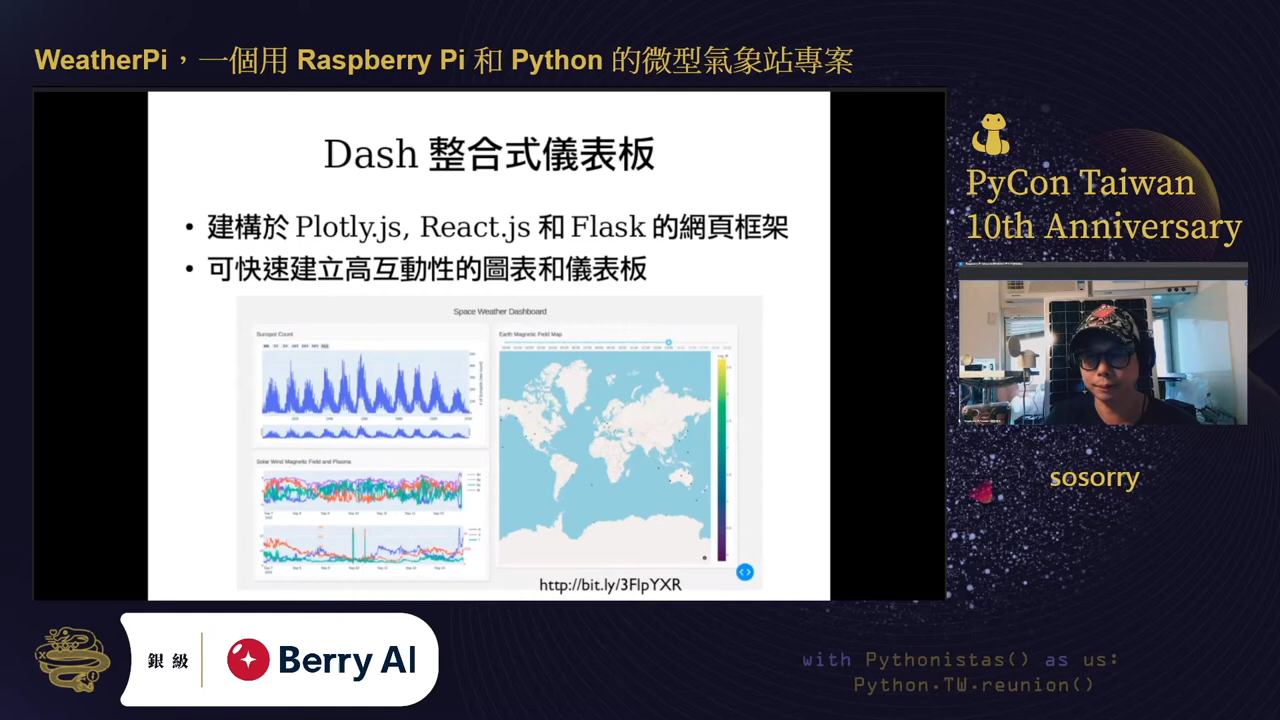 WeatherPi，一個用 Raspberry Pi 和 Python 的微型氣象站專案
Dash 整合式儀表板
• 建構於 Plotly.js, React.js 和 Flask 的網頁框架
• 可快速建立高互動性的圖表和儀表板
Space Weather Dashboard
Sunspot Count
Earth Magnetic Field Map
Solar Wind Magnetic Field and Plasma
http://bit.ly/3FlpYXR
PyCon Taiwan
10th Anniversary
sosorry
銀級
Berry AI
with Pythonistas() as us:
Python.TW.reunion()